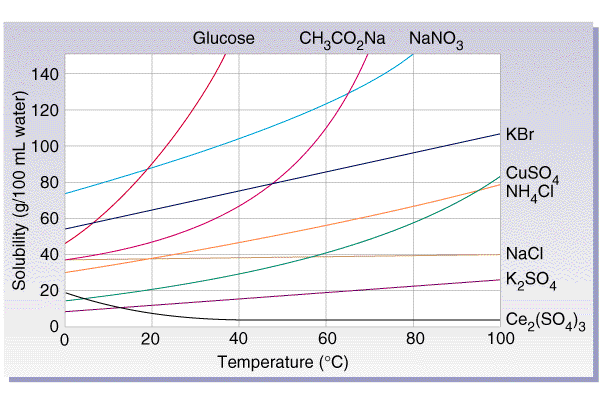 Glucose CH₃CO₂Na NaNO₃
140
120
100
80
60
40
20
0
Solubility (g/100 mL water)
KBr
CuSO₄
NH₄Cl
NaCl
K₂SO₄
Ce₂(SO₄)₃
0 20 40 60 80 100
Temperature (°C)